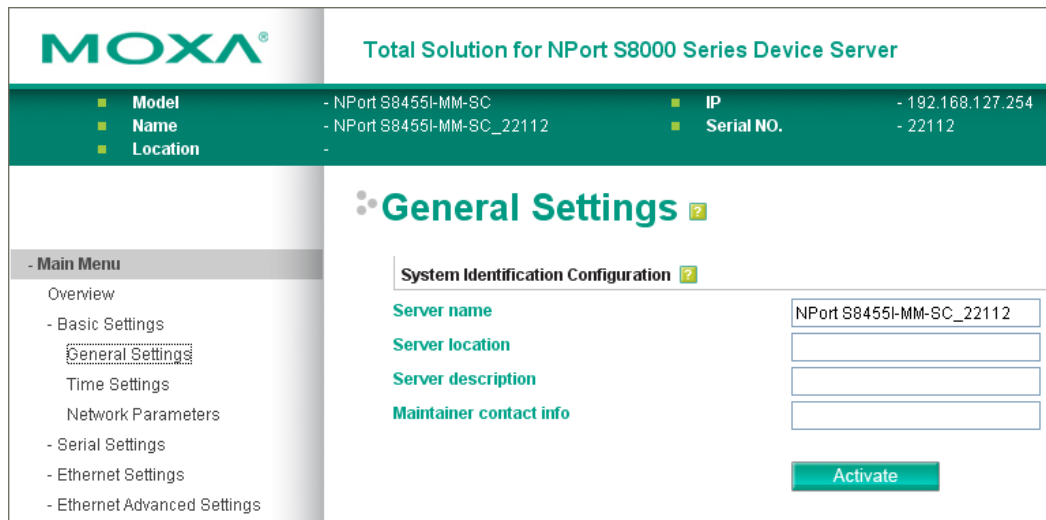 MOXA®
Total Solution for NPort S8000 Series Device Server
Model - NPort S8455I-MM-SC IP - 192.168.127.254
Name - NPort S8455I-MM-SC_22112 Serial NO. - 22112
Location -
General Settings ?
- Main Menu
Overview
- Basic Settings
General Settings
Time Settings
Network Parameters
- Serial Settings
- Ethernet Settings
- Ethernet Advanced Settings
System Identification Configuration ?
Server name NPort S8455I-MM-SC_22112
Server location
Server description
Maintainer contact info
Activate